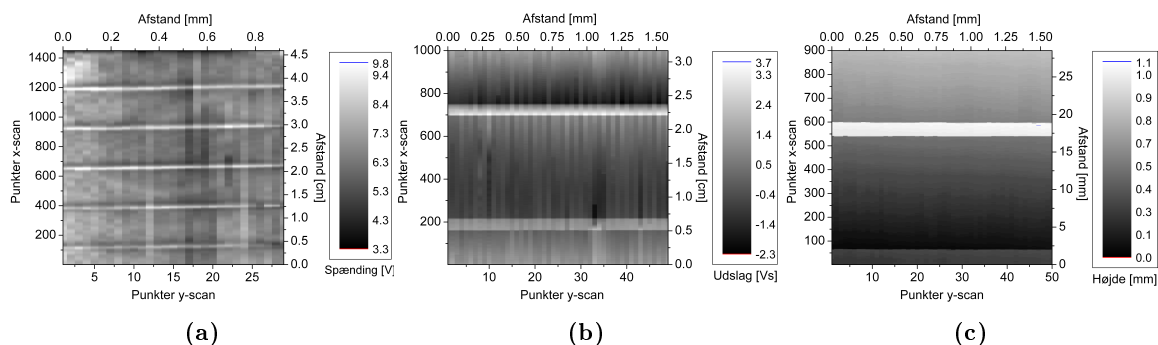 Afstand [mm]
0.0 0.2 0.3 0.5 0.6 0.8
1400
1200
1000
800
600
400
200
5 10 15 20 25
Punkter y-scan
Punkter x-scan
4.5
4.0
3.5
3.0
2.5
2.0
1.5
1.0
0.5
0.0
Afstand [cm]
9.8
9.4
8.4
7.3
6.3
5.3
4.3
3.3
Spænding [V]
(a)
Afstand [mm]
0.00 0.25 0.50 0.75 1.00 1.25 1.50
1000
800
600
400
200
10 20 30 40
Punkter y-scan
Punkter x-scan
3.0
2.5
2.0
1.5
1.0
0.5
0.0
Afstand [cm]
3.7
3.3
2.4
1.4
0.5
-0.4
-1.4
-2.3
Udslag [Vs]
(b)
Afstand [mm]
0.00 0.25 0.50 0.75 1.00 1.25 1.50
900
800
700
600
500
400
300
200
100
10 20 30 40 50
Punkter y-scan
Punkter x-scan
25
20
15
10
5
0
Afstand [mm]
1.1
1.0
0.8
0.6
0.5
0.3
0.1
0.0
Højde [mm]
(c)